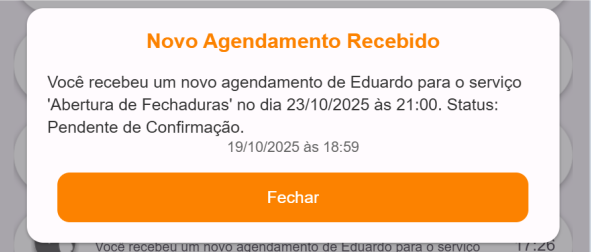 Novo Agendamento Recebido
Você recebeu um novo agendamento de Eduardo para o serviço
'Abertura de Fechaduras' no dia 23/10/2025 às 21:00. Status:
Pendente de Confirmação.
19/10/2025 às 18:59
Fechar
Você recebeu um novo agendamento de Eduardo para o serviço
17:26